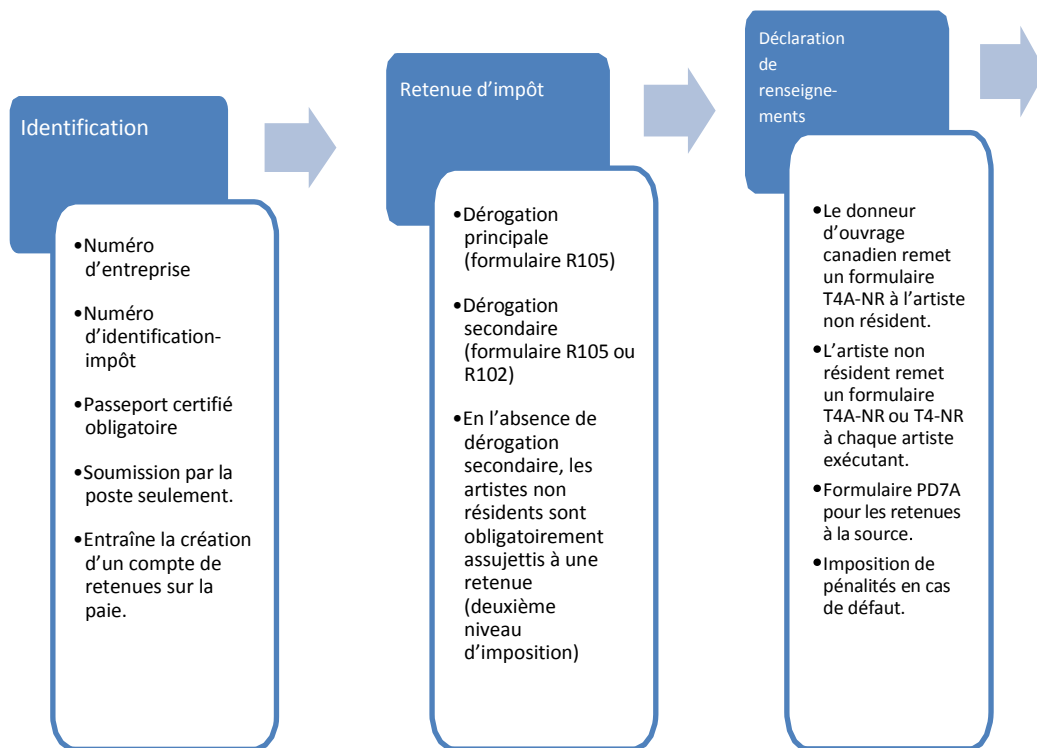 Identification
•Numéro
d’entreprise
•Numéro
d’identification-
impôt
•Passeport certifié
obligatoire
•Soumission par la
poste seulement.
•Entraîne la création
d’un compte de
retenues sur la
paie.
Retenue d’impôt
•Dérogation
principale
(formulaire R105)
•Dérogation
secondaire
(formulaire R105 ou
R102)
•En l’absence de
dérogation
secondaire, les
artistes non
résidents sont
obligatoirement
assujettis à une
retenue
(deuxième
niveau
d’imposition)
Déclaration
de
renseigne-
ments
•Le donneur
d’ouvrage
canadien remet
un formulaire
T4A-NR à l’artiste
non résident.
•L’artiste non
résident remet
un formulaire
T4A-NR ou T4-NR
à chaque artiste
exécutant.
•Formulaire PD7A
pour les retenues
à la source.
•Imposition de
pénalités en cas
de défaut.